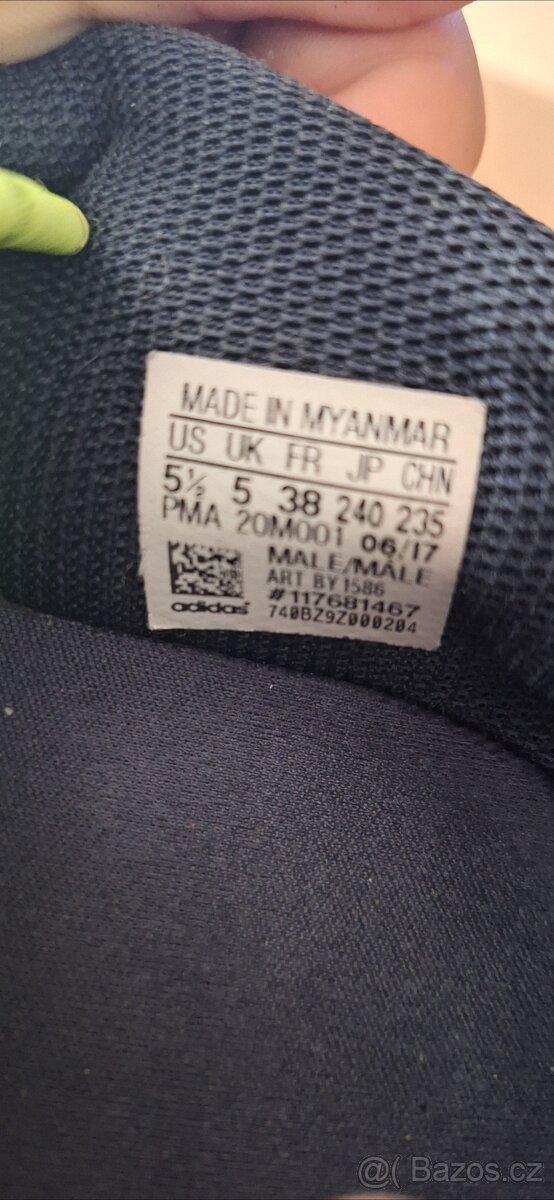 MADE IN MYANMAR
US UK FR JP CHN
5½ 5 38 240 235
PMA 20M001 06/17
MALE/MÂLE
ART BY1586
#117681467
adidas® 740BZ9Z000204
@( Bazos.cz